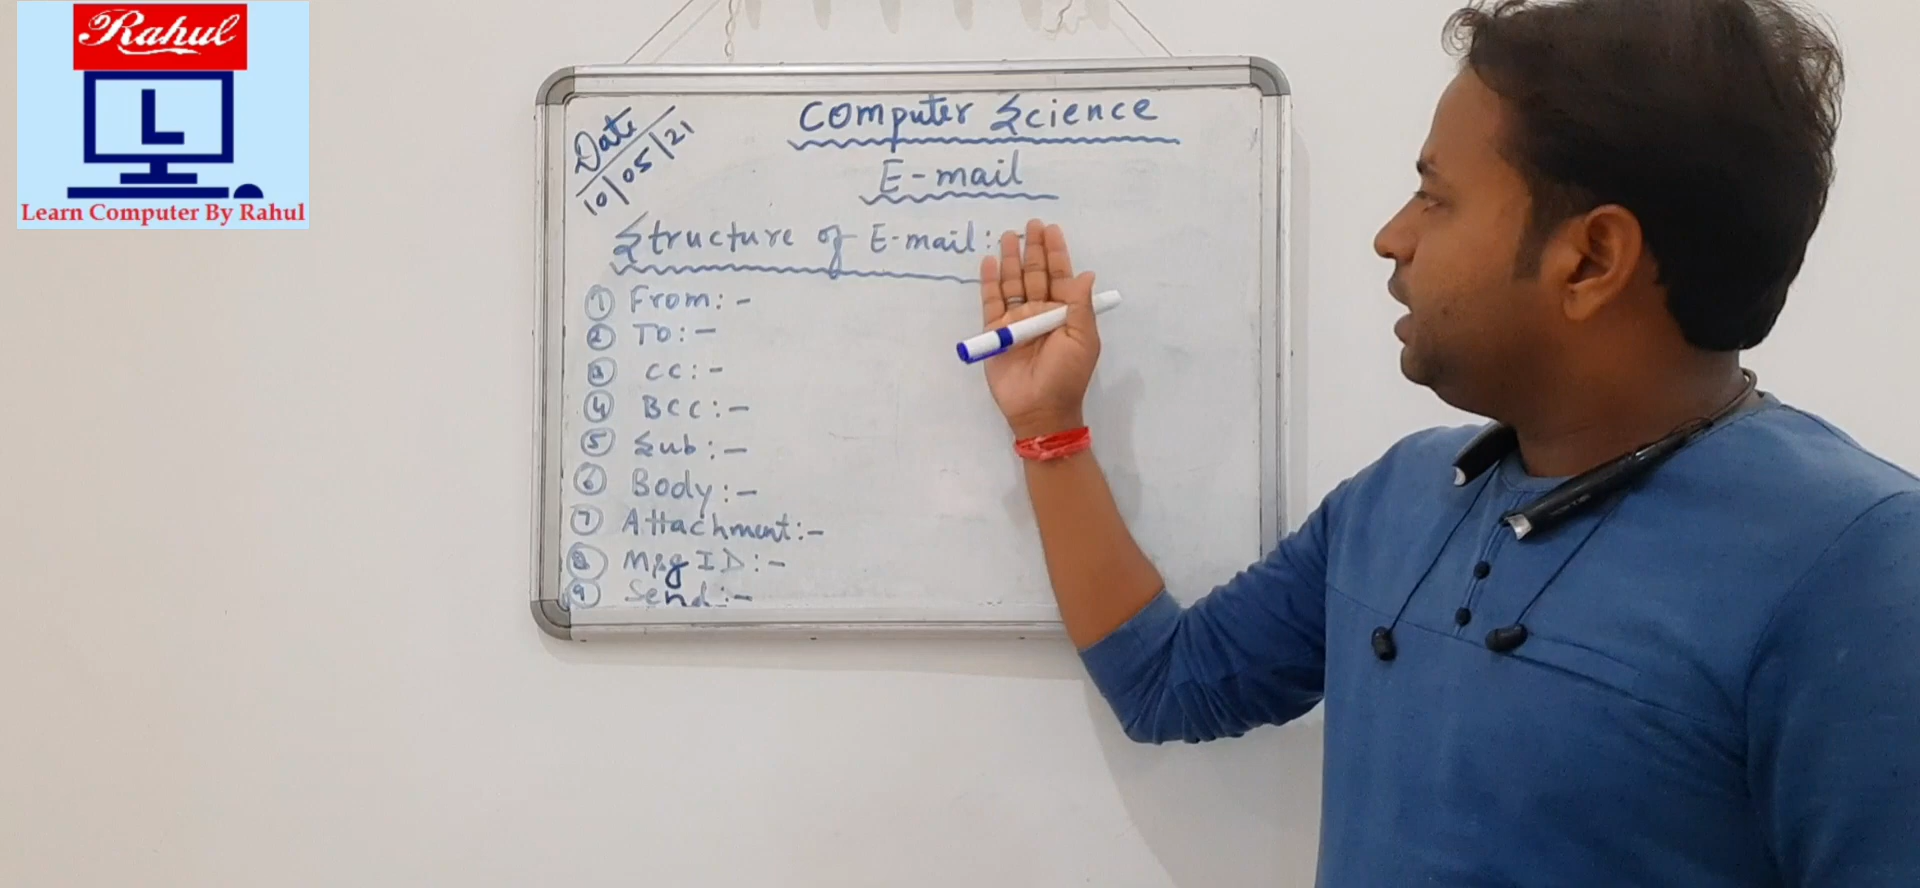 Rahul
L
Learn Computer By Rahul
Date
10/05/21
Computer Science
E-mail
Structure of E-mail:-
① From:-
② To:-
③ CC:-
④ BCC:-
⑤ Sub:-
⑥ Body:-
⑦ Attachment:-
⑧ Msg ID:-
⑨ Send:-